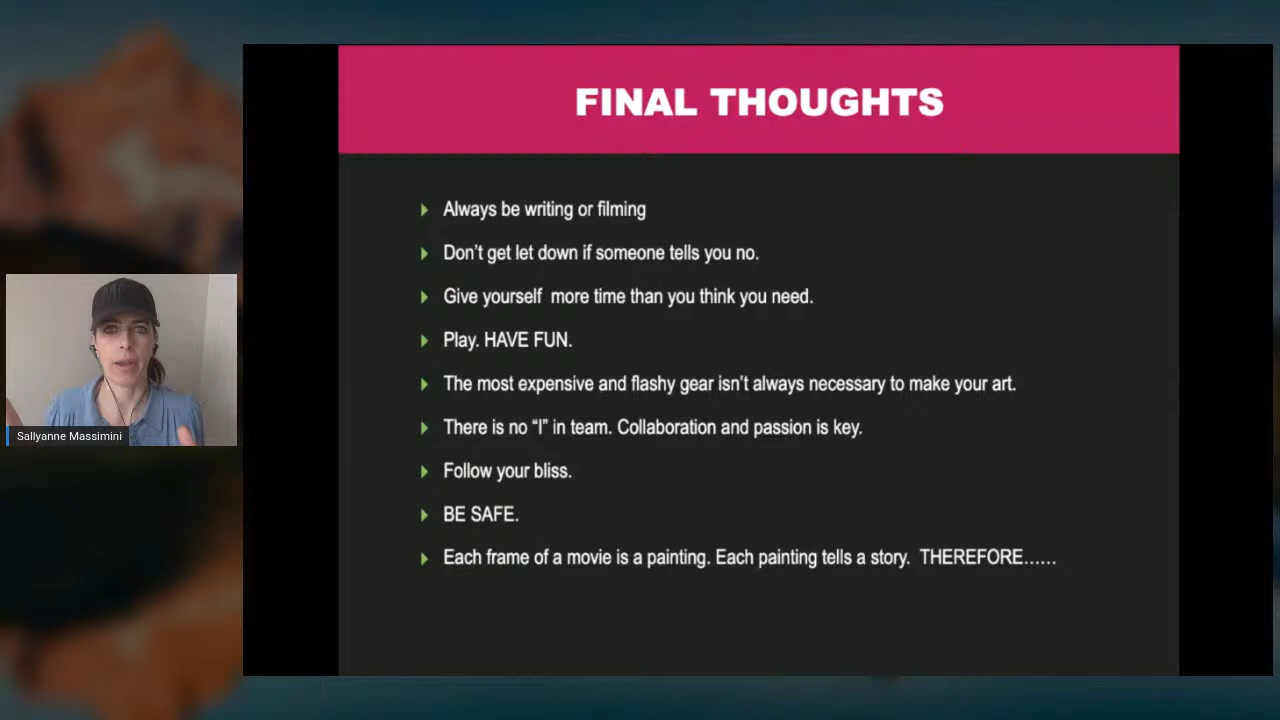 FINAL THOUGHTS
Always be writing or filming
Don't get let down if someone tells you no.
Give yourself  more time than you think you need.
Play. HAVE FUN.
The most expensive and flashy gear isn't always necessary to make your art.
There is no “I” in team. Collaboration and passion is key.
Follow your bliss.
BE SAFE.
Each frame of a movie is a painting. Each painting tells a story.  THEREFORE......
Sallyanne Massimini